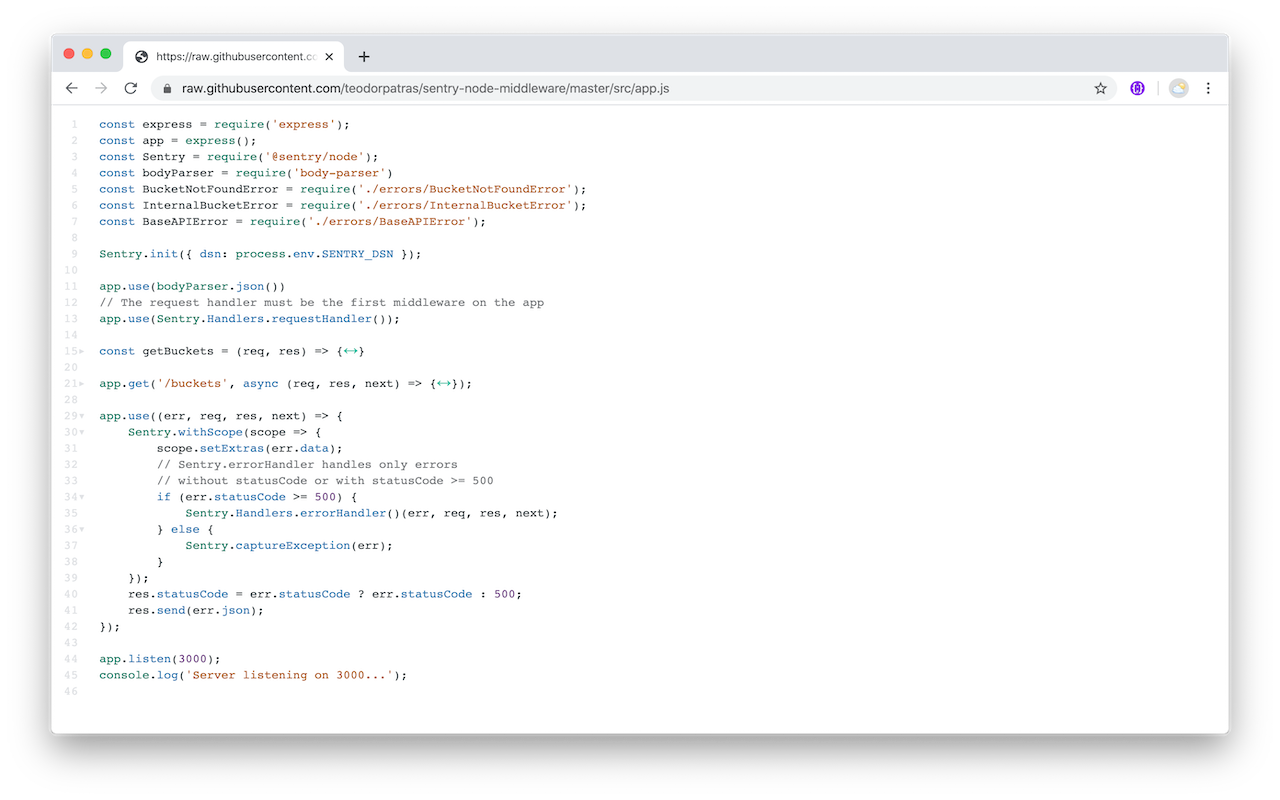 https://raw.githubusercontent.co
raw.githubusercontent.com/teodorpatras/sentry-node-middleware/master/src/app.js
1 const express = require('express');
2 const app = express();
3 const Sentry = require('@sentry/node');
4 const bodyParser = require('body-parser')
5 const BucketNotFoundError = require('./errors/BucketNotFoundError');
6 const InternalBucketError = require('./errors/InternalBucketError');
7 const BaseAPIError = require('./errors/BaseAPIError');
8
9 Sentry.init({ dsn: process.env.SENTRY_DSN });
10
11 app.use(bodyParser.json())
12 // The request handler must be the first middleware on the app
13 app.use(Sentry.Handlers.requestHandler());
14
15 const getBuckets = (req, res) => {↔}
20
21 app.get('/buckets', async (req, res, next) => {↔});
28
29 app.use((err, req, res, next) => {
30 Sentry.withScope(scope => {
31 scope.setExtras(err.data);
32 // Sentry.errorHandler handles only errors
33 // without statusCode or with statusCode >= 500
34 if (err.statusCode >= 500) {
35 Sentry.Handlers.errorHandler()(err, req, res, next);
36 } else {
37 Sentry.captureException(err);
38 }
39 });
40 res.statusCode = err.statusCode ? err.statusCode : 500;
41 res.send(err.json);
42 });
43
44 app.listen(3000);
45 console.log('Server listening on 3000...');
46